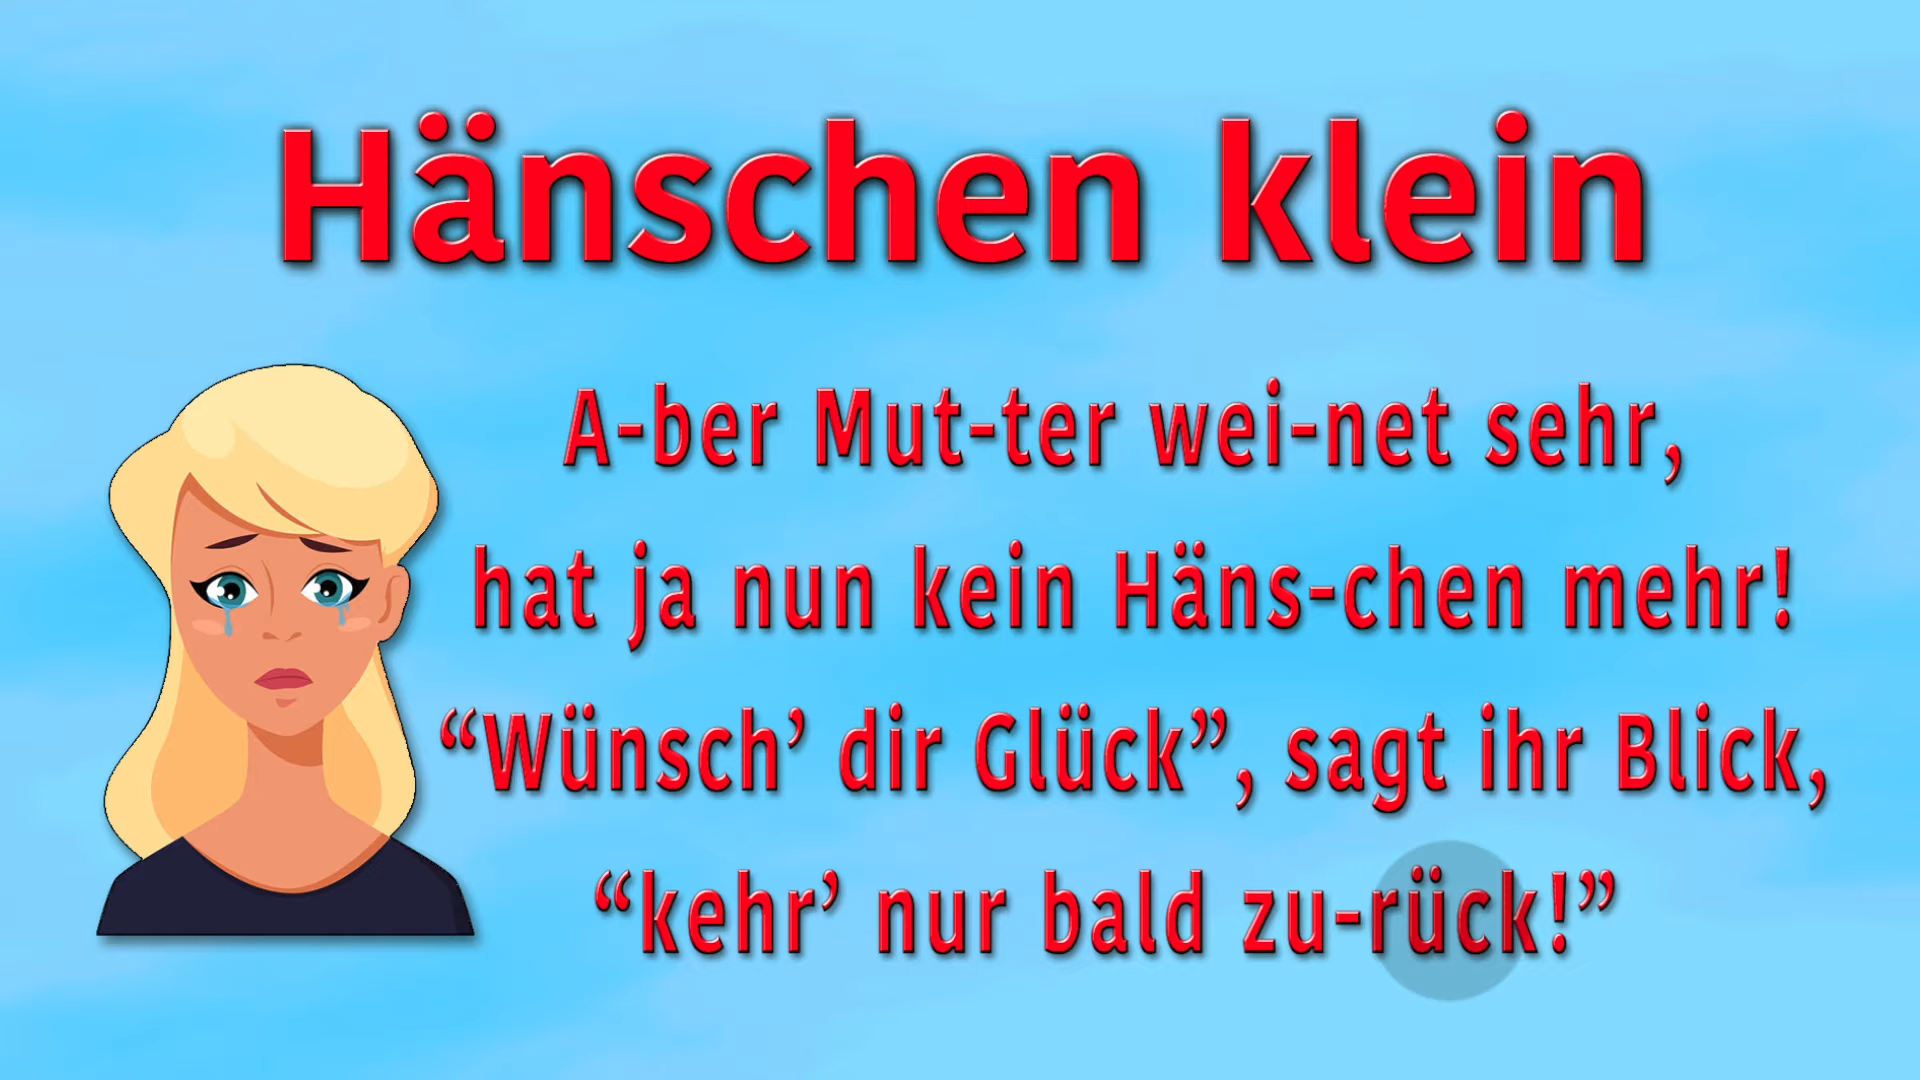 Hänschen klein
A-ber Mut-ter wei-net sehr,
hat ja nun kein Häns-chen mehr!
“Wünsch’ dir Glück”, sagt ihr Blick,
“kehr’ nur bald zu-rück!”